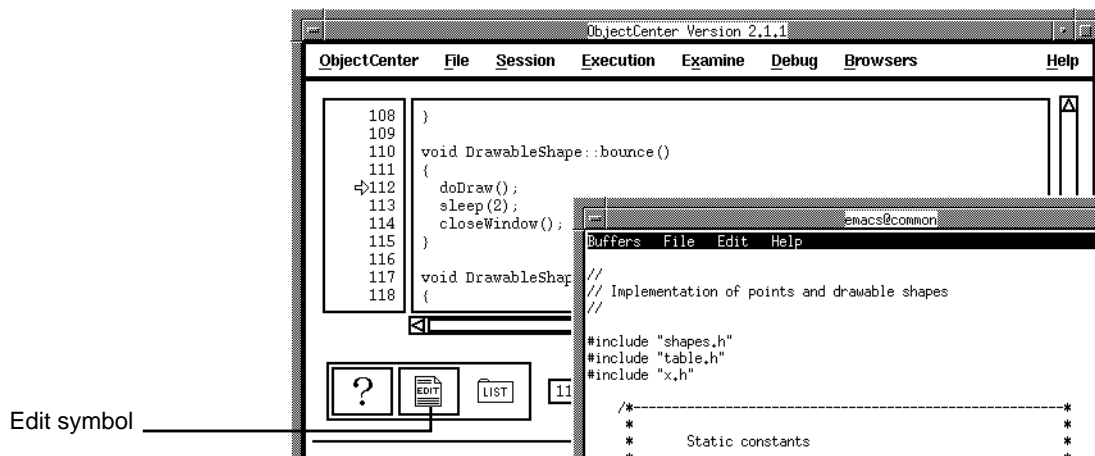 ObjectCenter Version 2.1.1
ObjectCenter File Session Execution Examine Debug Browsers Help
108 }
109
110 void DrawableShape::bounce()
111 {
112 doDraw();
113 sleep(2);
114 closeWindow();
115 }
116
117 void DrawableShap
118 {
emacs@common
Buffers File Edit Help
//
// Implementation of points and drawable shapes
//
#include "shapes.h"
#include "table.h"
#include "x.h"
/*------------------------------------------------*
* *
* Static constants *
? EDIT LIST 11
Edit symbol